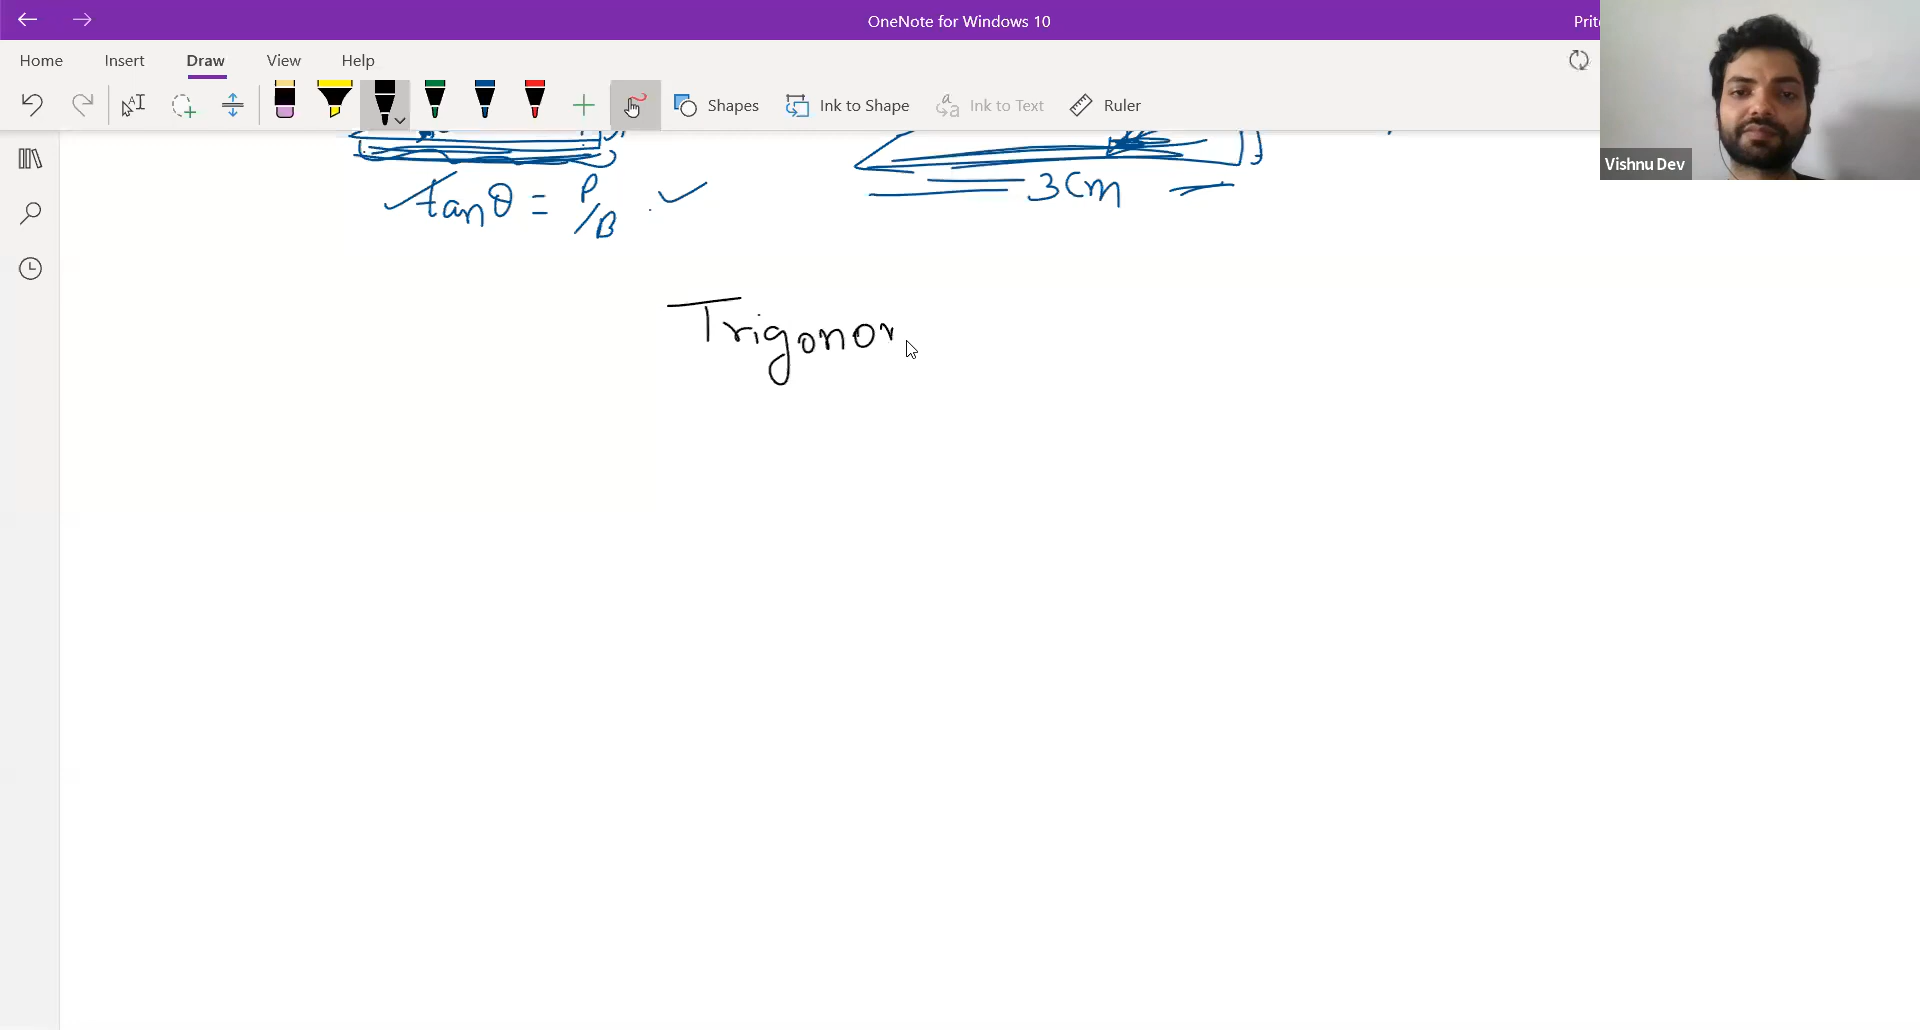 OneNote for Windows 10
Home Insert Draw View Help
Shapes Ink to Shape Ink to Text Ruler
Vishnu Dev
tanθ = P/B
3cm
Trigonor